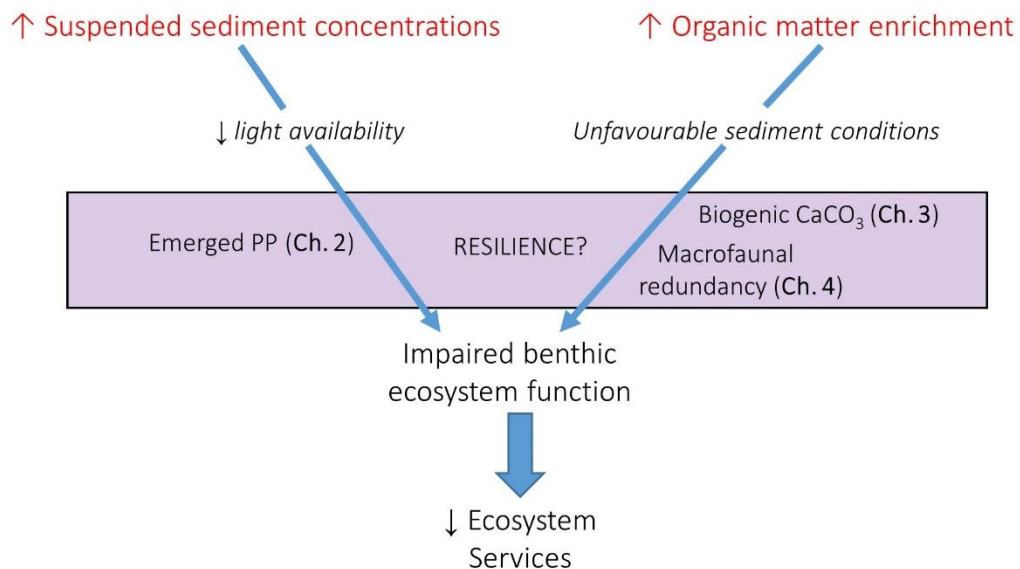 ↑ Suspended sediment concentrations
↑ Organic matter enrichment
↓ light availability
Unfavourable sediment conditions
Emerged PP (Ch. 2)
RESILIENCE?
Biogenic CaCO₃ (Ch. 3)
Macrofaunal
redundancy (Ch. 4)
Impaired benthic
ecosystem function
↓ Ecosystem
Services